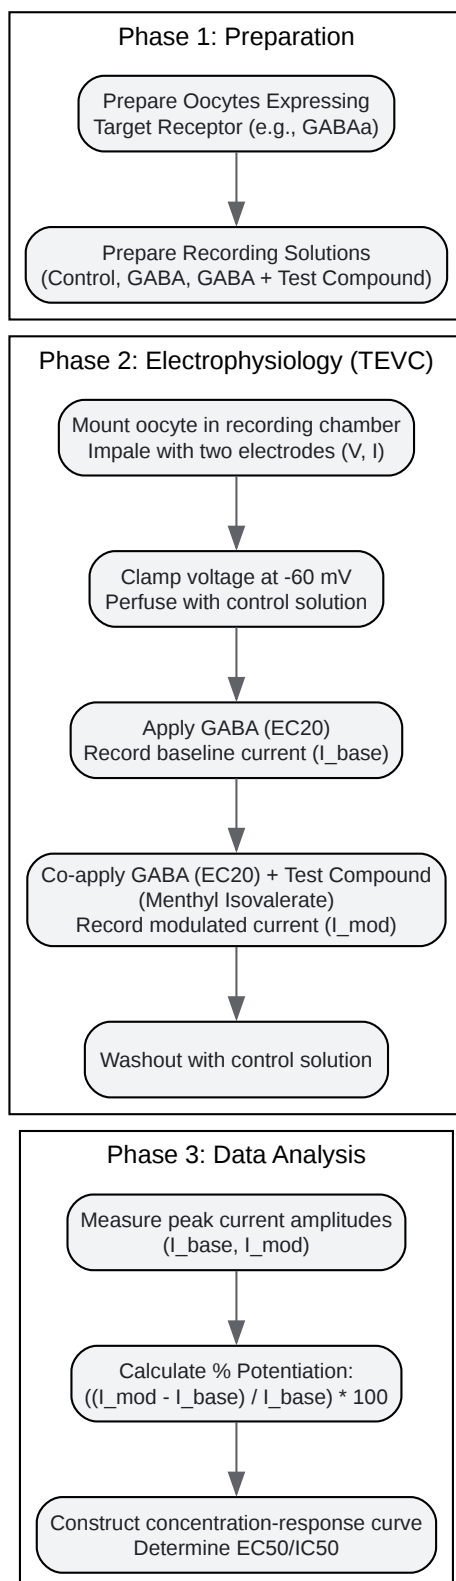 Phase 1: Preparation
Prepare Oocytes Expressing
Target Receptor (e.g., GABAa)
Prepare Recording Solutions
(Control, GABA, GABA + Test Compound)
Phase 2: Electrophysiology (TEVC)
Mount oocyte in recording chamber
Impale with two electrodes (V, I)
Clamp voltage at -60 mV
Perfuse with control solution
Apply GABA (EC20)
Record baseline current (I_base)
Co-apply GABA (EC20) + Test Compound
(Menthyl Isovalerate)
Record modulated current (I_mod)
Washout with control solution
Phase 3: Data Analysis
Measure peak current amplitudes
(I_base, I_mod)
Calculate % Potentiation:
((I_mod - I_base) / I_base) * 100
Construct concentration-response curve
Determine EC50/IC50